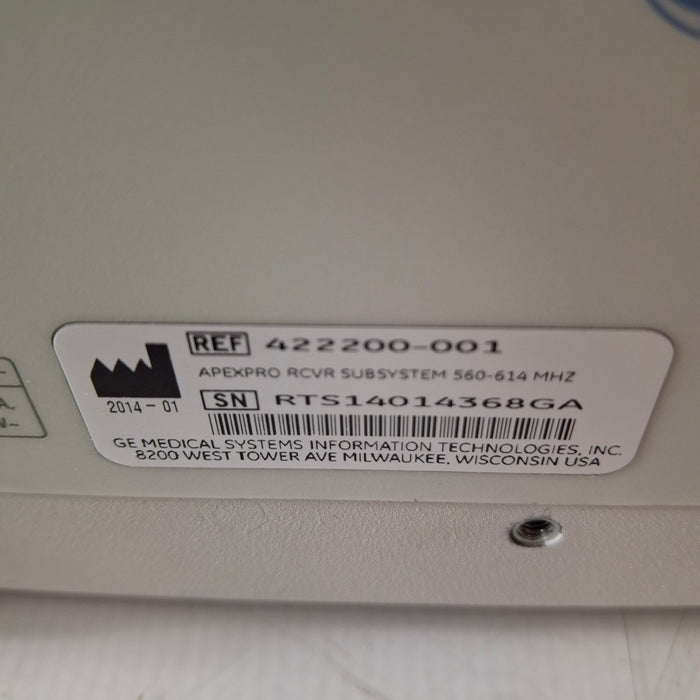 REF 422200-001
APEXPRO RCVR SUBSYSTEM 560-614 MHZ
2014-01
SN RTS14014368GA
GE MEDICAL SYSTEMS INFORMATION TECHNOLOGIES, INC.
8200 WEST TOWER AVE MILWAUKEE, WISCONSIN USA